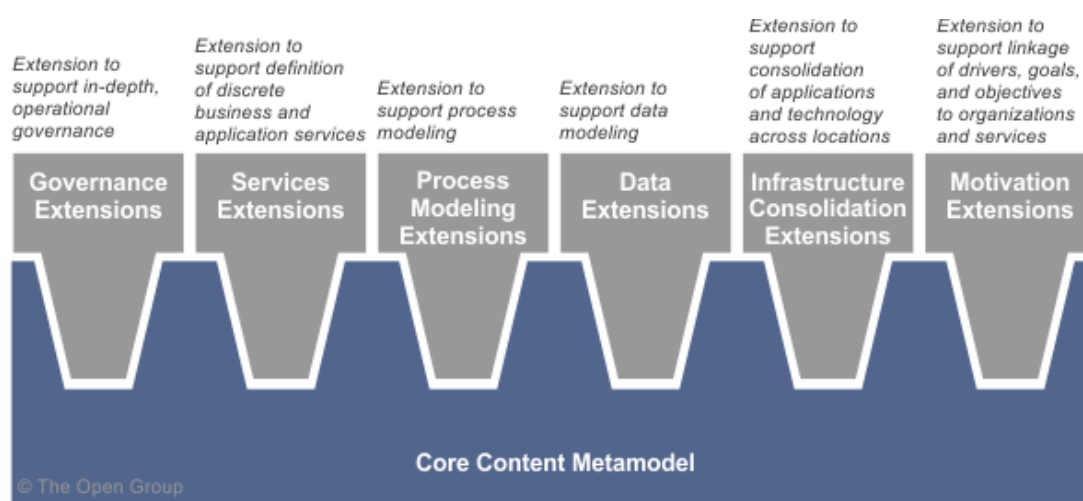 Extension to
support in-depth,
operational
governance
Extension to
support definition
of discrete
business and
application services
Extension to
support process
modeling
Extension to
support data
modeling
Extension to
support
consolidation
of applications
and technology
across locations
Extension to
support linkage
of drivers, goals,
and objectives
to organizations
and services
Governance
Extensions
Services
Extensions
Process
Modeling
Extensions
Data
Extensions
Infrastructure
Consolidation
Extensions
Motivation
Extensions
Core Content Metamodel
© The Open Group